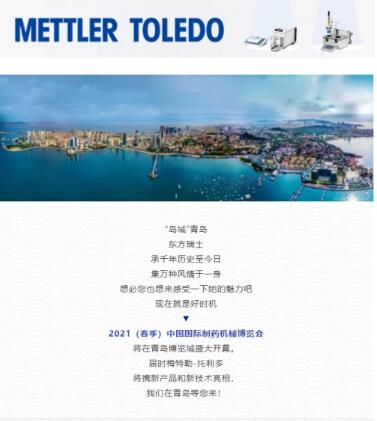 METTLER TOLEDO
“岛城”青岛
东方瑞士
承千年历史至今日
集万种风情于一身
想必您也想来感受一下她的魅力吧
现在就是好时机
2021（春季）中国国际制药机械博览会
将在青岛博览城盛大开幕，
届时梅特勒-托利多
将携新产品和新技术亮相，
我们在青岛等您来！